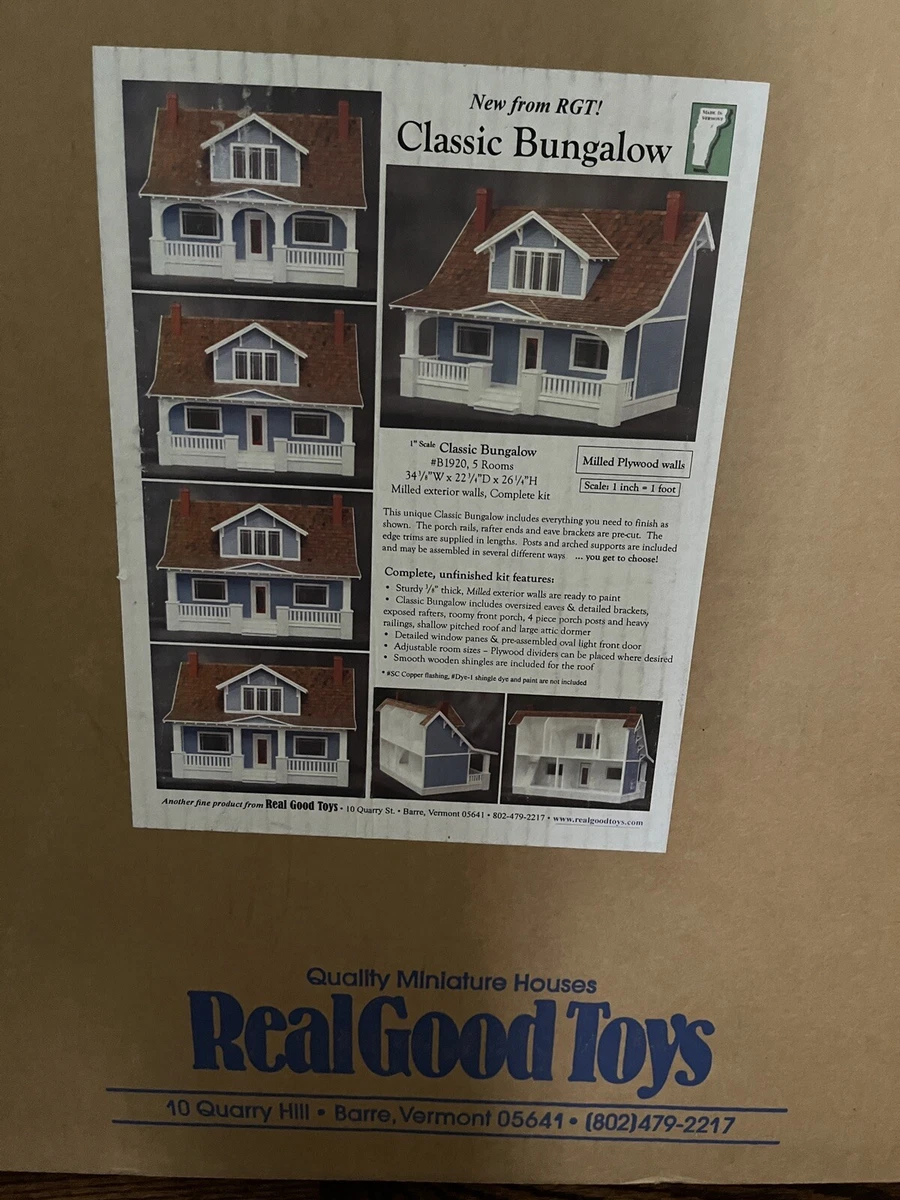 New from RGT!
Classic Bungalow
MADE IN
VERMONT
1" Scale Classic Bungalow
#B1920, 5 Rooms
34 1/8"W x 22 1/4"D x 26 1/4"H
Milled exterior walls, Complete kit
Milled Plywood walls
Scale: 1 inch = 1 foot
This unique Classic Bungalow includes everything you need to finish as
shown. The porch rails, rafter ends and eave brackets are pre-cut. The
edge trims are supplied in lengths. Posts and arched supports are included
and may be assembled in several different ways ... you get to choose!
Complete, unfinished kit features:
• Sturdy 3/8" thick, Milled exterior walls are ready to paint
• Classic Bungalow includes oversized eaves & detailed brackets,
exposed rafters, roomy front porch, 4 piece porch posts and heavy
railings, shallow pitched roof and large attic dormer
• Detailed window panes & pre-assembled oval light front door
• Adjustable room sizes – Plywood dividers can be placed where desired
• Smooth wooden shingles are included for the roof
* #SC Copper flashing, #Dye-1 shingle dye and paint are not included
Another fine product from Real Good Toys • 10 Quarry St. • Barre, Vermont 05641 • 802-479-2217 • www.realgoodtoys.com
Quality Miniature Houses
Real Good Toys
10 Quarry Hill • Barre, Vermont 05641 • (802)479-2217